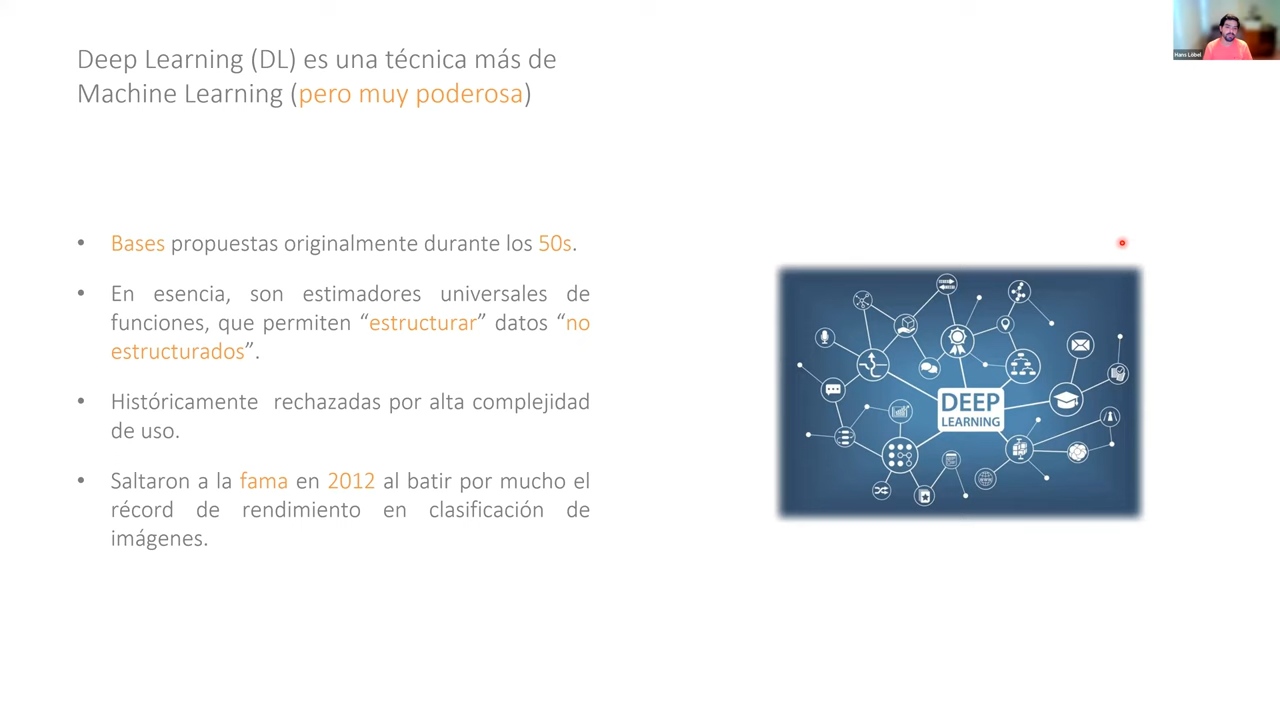 Deep Learning (DL) es una técnica más de
Machine Learning (pero muy poderosa)
Hans Löbel
• Bases propuestas originalmente durante los 50s.
• En esencia, son estimadores universales de
funciones, que permiten “estructurar” datos “no
estructurados”.
• Históricamente rechazadas por alta complejidad
de uso.
• Saltaron a la fama en 2012 al batir por mucho el
récord de rendimiento en clasificación de
imágenes.
DEEP
LEARNING